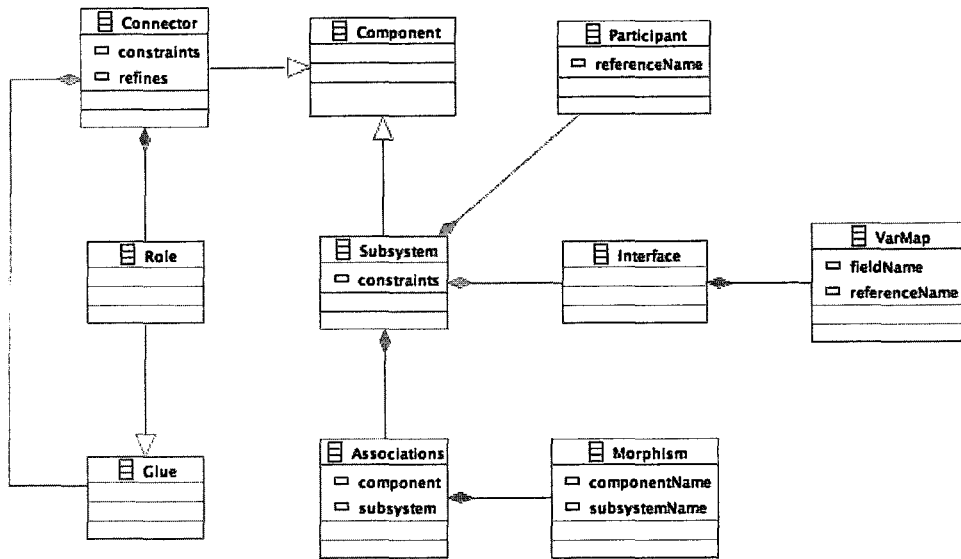 Connector
constraints
refines
Component
Participant
referenceName
Role
Subsystem
constraints
Interface
VarMap
fieldName
referenceName
Glue
Associations
component
subsystem
Morphism
componentName
subsystemName